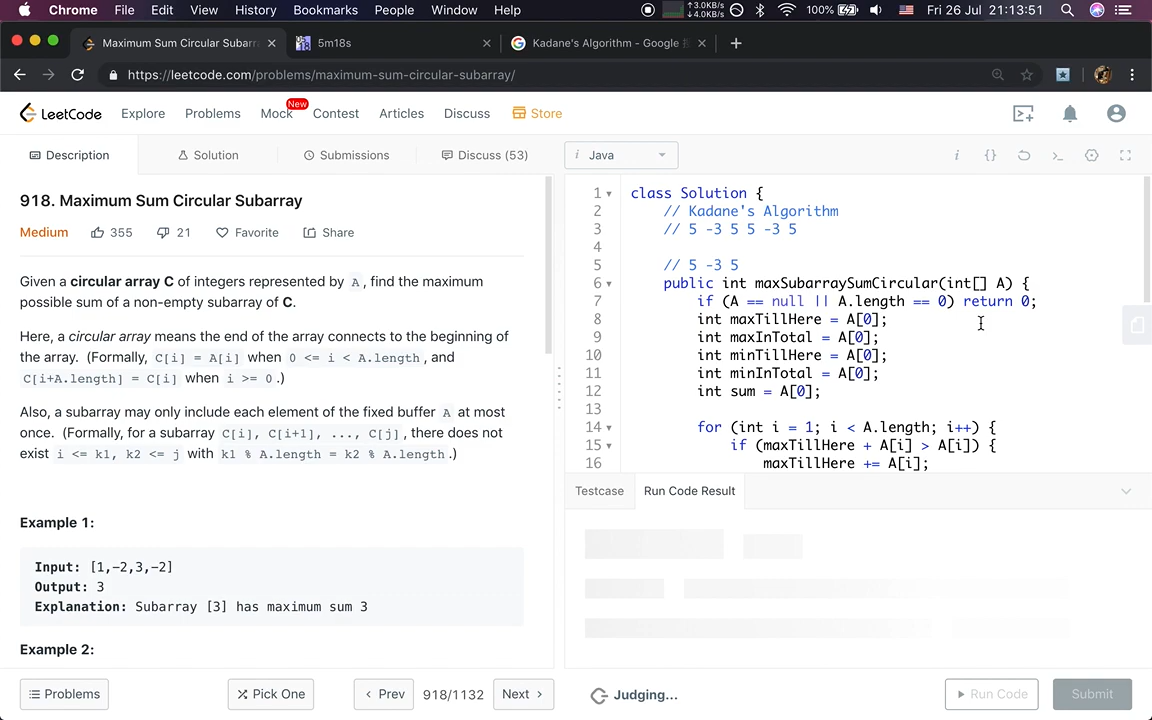 Chrome File Edit View History Bookmarks People Window Help
↑3.0KB/s
↓4.0KB/s
100%
Fri 26 Jul 21:13:51
Maximum Sum Circular Subarr
5m18s
Kadane's Algorithm - Google
https://leetcode.com/problems/maximum-sum-circular-subarray/
LeetCode Explore Problems Mock New Contest Articles Discuss Store
Description Solution Submissions Discuss (53)
i Java
918. Maximum Sum Circular Subarray
Medium 355 21 Favorite Share
Given a circular array C of integers represented by A, find the maximum
possible sum of a non-empty subarray of C.
Here, a circular array means the end of the array connects to the beginning of
the array. (Formally, C[i] = A[i] when 0 <= i < A.length, and
C[i+A.length] = C[i] when i >= 0.)
Also, a subarray may only include each element of the fixed buffer A at most
once. (Formally, for a subarray C[i], C[i+1], ..., C[j], there does not
exist i <= k1, k2 <= j with k1 % A.length = k2 % A.length.)
Example 1:
Input: [1,-2,3,-2]
Output: 3
Explanation: Subarray [3] has maximum sum 3
Example 2:
1 class Solution {
2 // Kadane's Algorithm
3 // 5 -3 5 5 -3 5
4
5 // 5 -3 5
6 public int maxSubarraySumCircular(int[] A) {
7 if (A == null || A.length == 0) return 0;
8 int maxTillHere = A[0];
9 int maxInTotal = A[0];
10 int minTillHere = A[0];
11 int minInTotal = A[0];
12 int sum = A[0];
13
14 for (int i = 1; i < A.length; i++) {
15 if (maxTillHere + A[i] > A[i]) {
16 maxTillHere += A[i];
Testcase Run Code Result
Problems Pick One Prev 918/1132 Next Judging... Run Code Submit